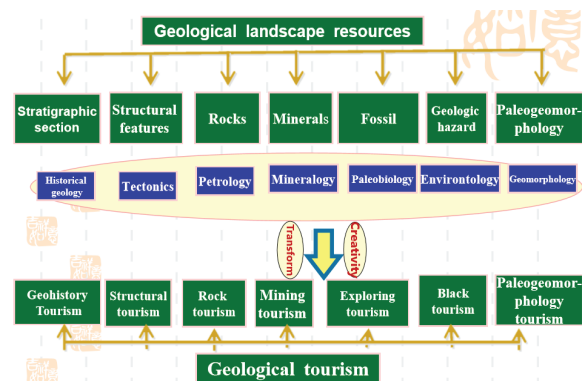 Geological landscape resources
Stratigraphic
section
Structural
features
Rocks
Minerals
Fossil
Geologic
hazard
Paleogeomor-
phology
Historical
geology
Tectonics
Petrology
Mineralogy
Paleobiology
Environtology
Geomorphology
Transform
Creativity
Geohistory
Tourism
Structural
tourism
Rock
tourism
Mining
tourism
Exploring
tourism
Black
tourism
Paleogeomor-
phology
tourism
Geological tourism